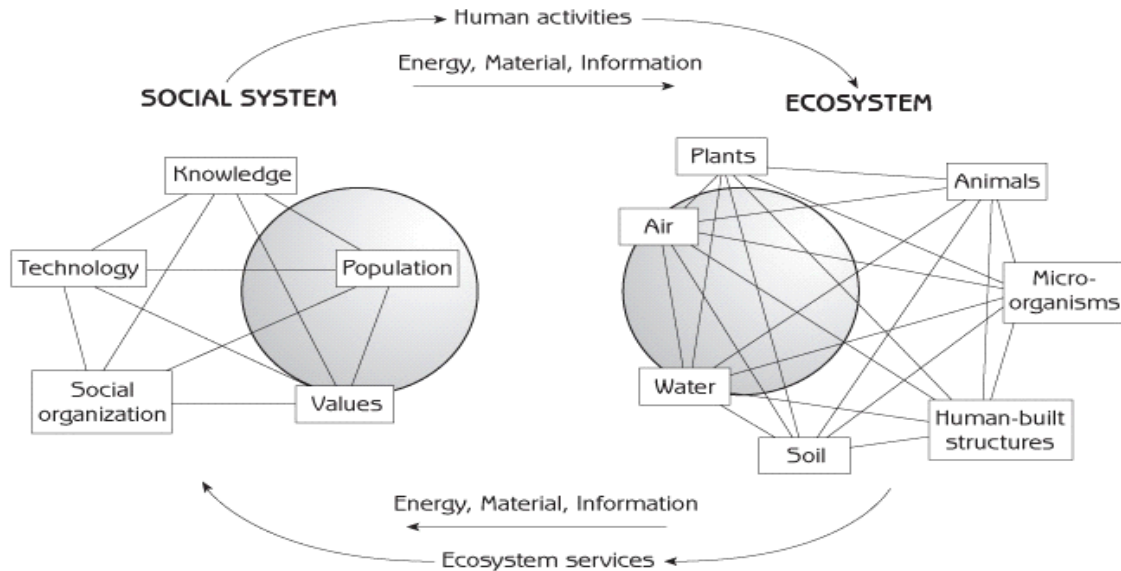 Human activities
Energy, Material, Information
SOCIAL SYSTEM
ECOSYSTEM
Knowledge
Technology
Population
Social
organization
Values
Plants
Animals
Air
Micro-
organisms
Water
Human-built
structures
Soil
Energy, Material, Information
Ecosystem services